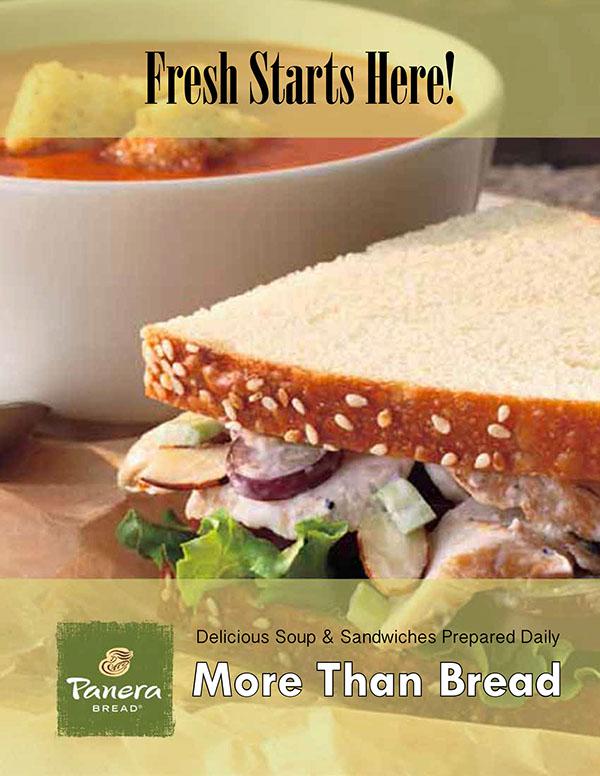 Fresh Starts Here!
Delicious Soup & Sandwiches Prepared Daily
More Than Bread
Panera
BREAD®